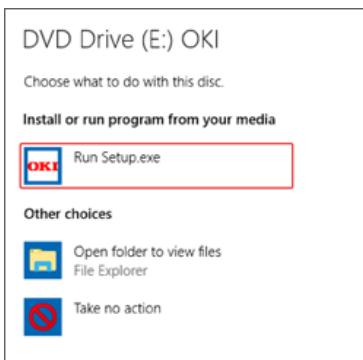 DVD Drive (E:) OKI
Choose what to do with this disc.
Install or run program from your media
OKI
Run Setup.exe
Other choices
Open folder to view files
File Explorer
Take no action